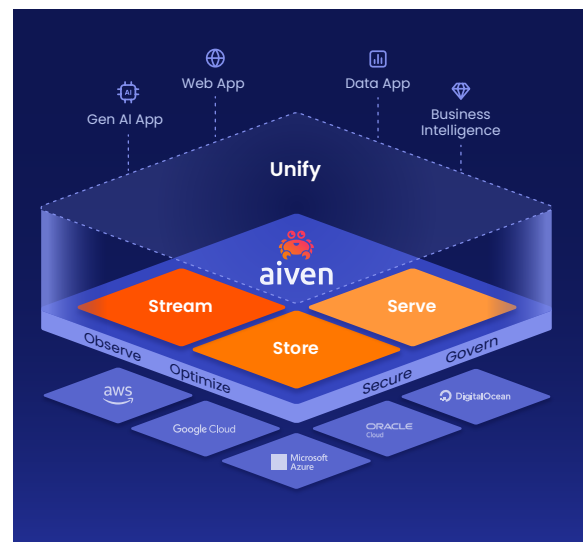 Web App
Data App
Gen AI App
AI
Business
Intelligence
Unify
aiven
Stream
Serve
Store
Observe
Optimize
Secure
Govern
aws
DigitalOcean
Google Cloud
ORACLE
Cloud
Microsoft
Azure